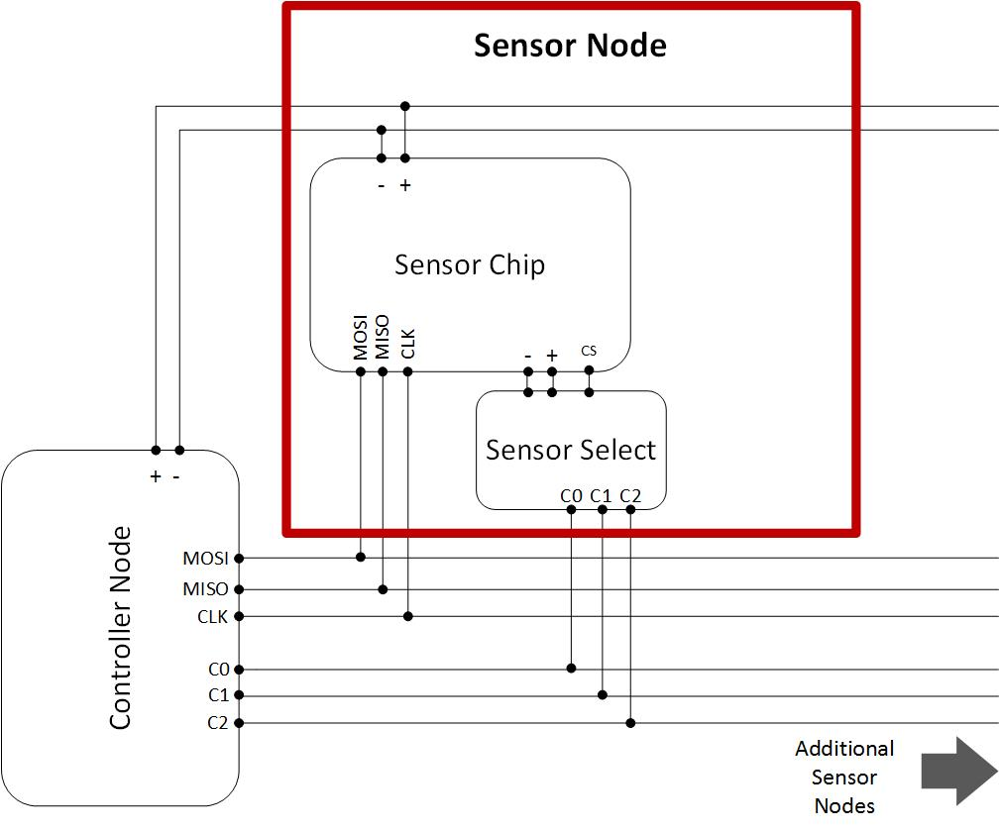 Sensor Node
- +
Sensor Chip
MOSI
MISO
CLK
- + CS
Sensor Select
C0 C1 C2
+ -
Controller Node
MOSI
MISO
CLK
C0
C1
C2
Additional
Sensor
Nodes